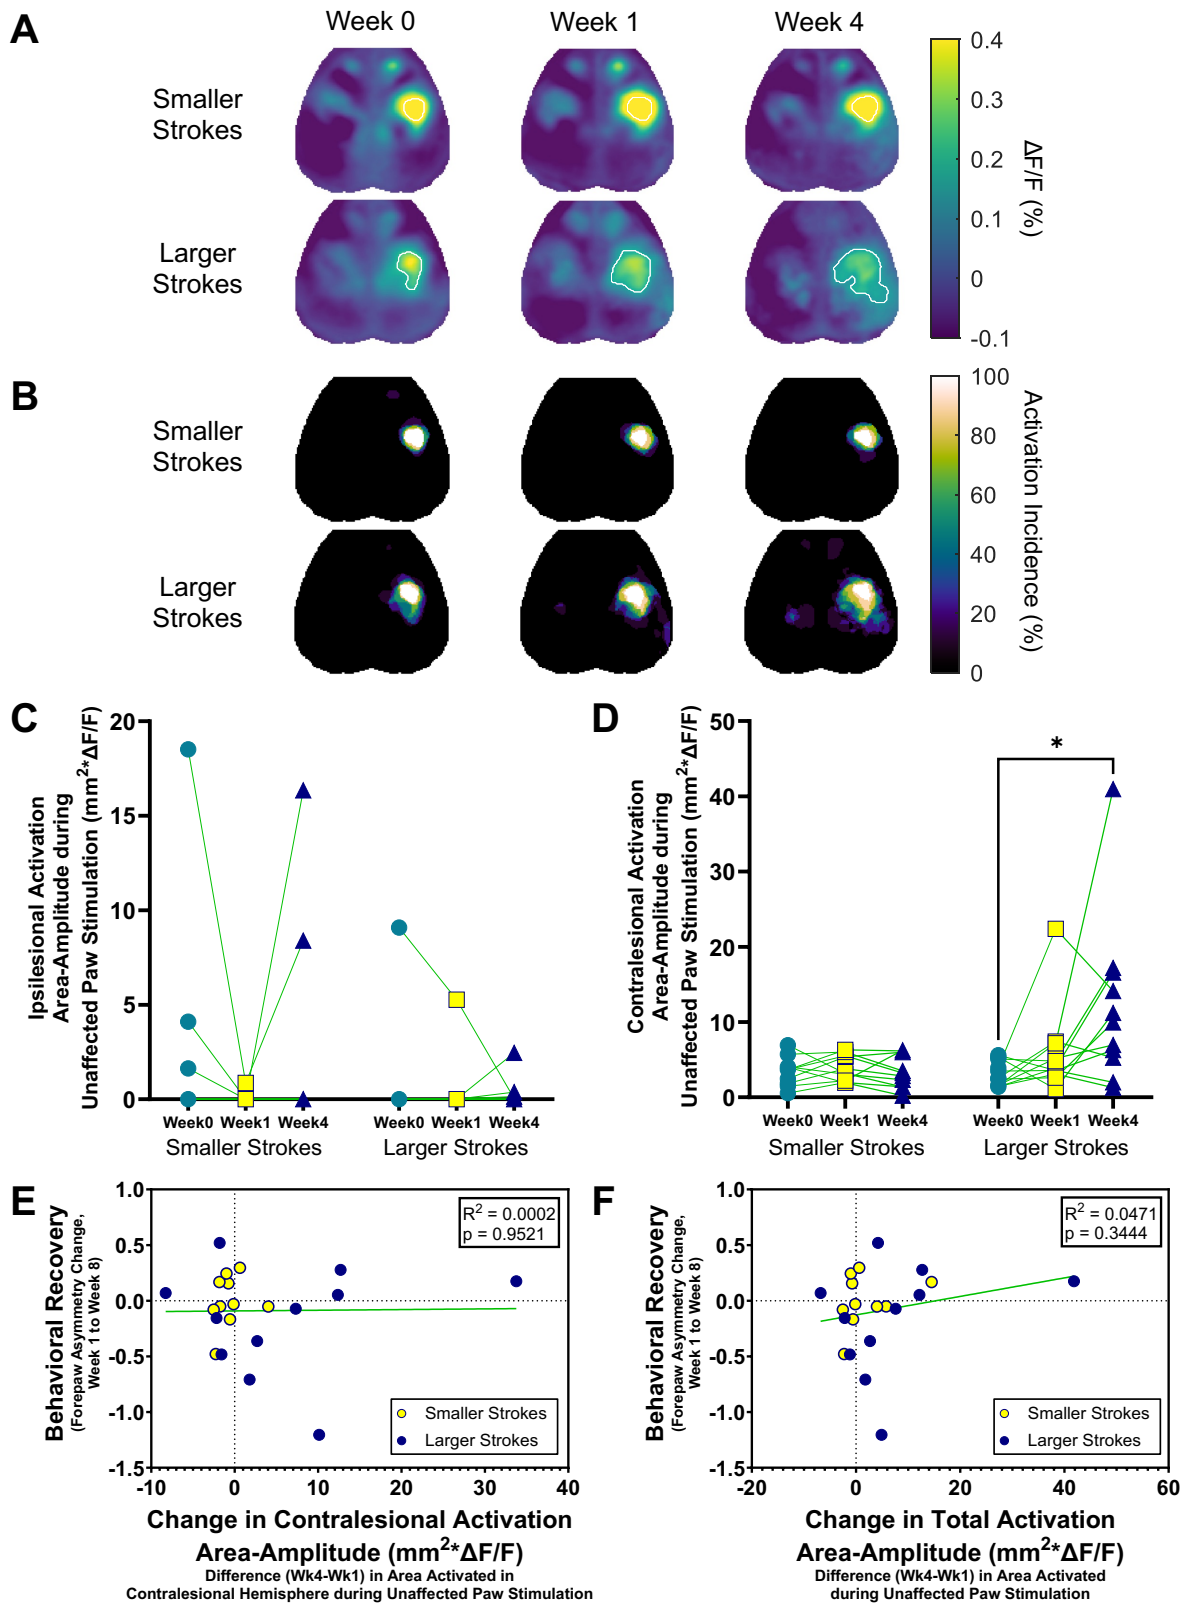 A
Week 0
Week 1
Week 4
Smaller
Strokes
Larger
Strokes
0.4
0.3
0.2
0.1
0
-0.1
ΔF/F (%)
B
Smaller
Strokes
Larger
Strokes
100
80
60
40
20
0
Activation Incidence (%)
C
Ipsilesional Activation
Area-Amplitude during
Unaffected Paw Stimulation (mm²*ΔF/F)
20
15
10
5
0
Week0 Week1 Week4
Smaller Strokes
Week0 Week1 Week4
Larger Strokes
D
Contralesional Activation
Area-Amplitude during
Unaffected Paw Stimulation (mm²*ΔF/F)
50
40
30
20
10
0
*
Week0 Week1 Week4
Smaller Strokes
Week0 Week1 Week4
Larger Strokes
E
Behavioral Recovery
(Forepaw Asymmetry Change,
Week 1 to Week 8)
1.0
0.5
0.0
-0.5
-1.0
-1.5
R² = 0.0002
p = 0.9521
Smaller Strokes
Larger Strokes
-10 0 10 20 30 40
Change in Contralesional Activation
Area-Amplitude (mm²*ΔF/F)
Difference (Wk4-Wk1) in Area Activated in
Contralesional Hemisphere during Unaffected Paw Stimulation
F
Behavioral Recovery
(Forepaw Asymmetry Change,
Week 1 to Week 8)
1.0
0.5
0.0
-0.5
-1.0
-1.5
R² = 0.0471
p = 0.3444
Smaller Strokes
Larger Strokes
-20 0 20 40 60
Change in Total Activation
Area-Amplitude (mm²*ΔF/F)
Difference (Wk4-Wk1) in Area Activated
during Unaffected Paw Stimulation